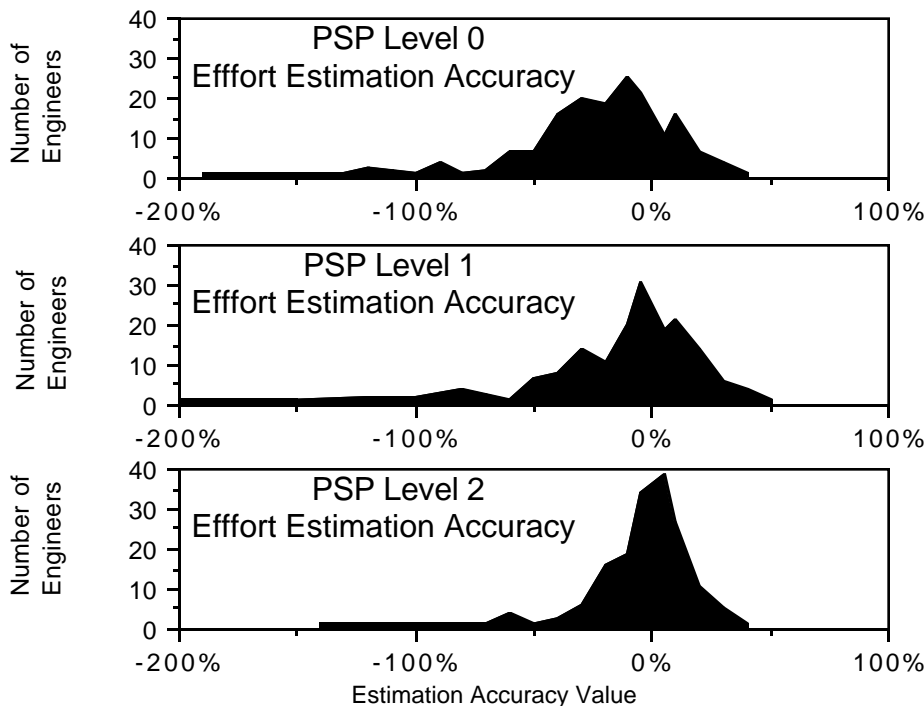 40
30
20
10
0
Number of
Engineers
PSP Level 0
Efffort Estimation Accuracy
-200%
-100%
0%
100%
40
30
20
10
0
Number of
Engineers
PSP Level 1
Efffort Estimation Accuracy
-200%
-100%
0%
100%
40
30
20
10
0
Number of
Engineers
PSP Level 2
Efffort Estimation Accuracy
-200%
-100%
0%
100%
Estimation Accuracy Value